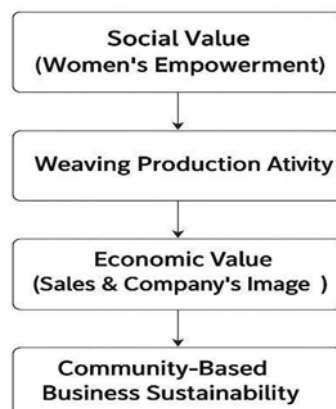 Social Value
(Women's Empowerment)
Weaving Production Ativity
Economic Value
(Sales & Company's Image )
Community-Based
Business Sustainability